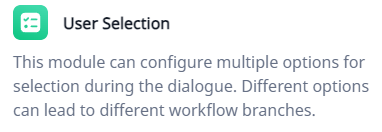 User Selection
This module can configure multiple options for
selection during the dialogue. Different options
can lead to different workflow branches.